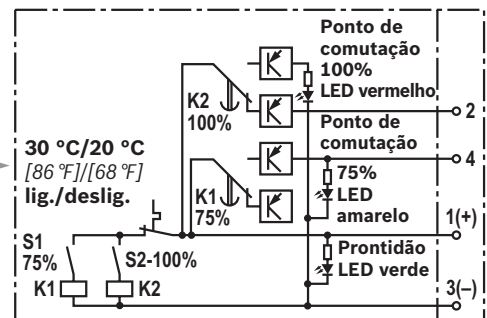 Ponto de
comutação
100%
LED vermelho
K2
100%
2
Ponto de
comutação
4
30 °C/20 °C
[86 °F]/[68 °F]
lig./deslig.
K1
75%
75%
LED
amarelo
1(+)
S1
75%
S2-100%
Prontidão
LED verde
K1
K2
3(–)